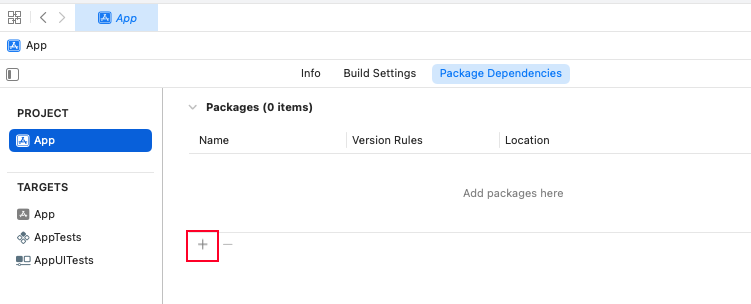 App
App
Info Build Settings Package Dependencies
PROJECT
App
TARGETS
App
AppTests
AppUITests
Packages (0 items)
Name Version Rules Location
Add packages here